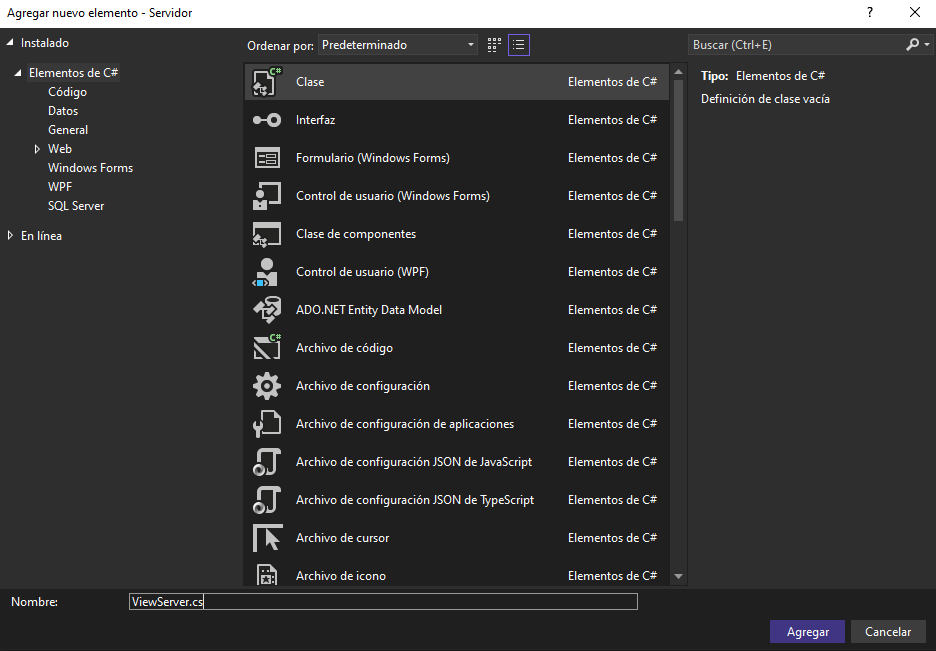 Agregar nuevo elemento - Servidor
?
Instalado
Elementos de C#
Código
Datos
General
Web
Windows Forms
WPF
SQL Server
En línea
Ordenar por: Predeterminado
Clase Elementos de C#
Interfaz Elementos de C#
Formulario (Windows Forms) Elementos de C#
Control de usuario (Windows Forms) Elementos de C#
Clase de componentes Elementos de C#
Control de usuario (WPF) Elementos de C#
ADO.NET Entity Data Model Elementos de C#
Archivo de código Elementos de C#
Archivo de configuración Elementos de C#
Archivo de configuración de aplicaciones Elementos de C#
Archivo de configuración JSON de JavaScript Elementos de C#
Archivo de configuración JSON de TypeScript Elementos de C#
Archivo de cursor Elementos de C#
Archivo de icono Elementos de C#
Buscar (Ctrl+E)
Tipo: Elementos de C#
Definición de clase vacía
Nombre: ViewServer.cs
Agregar Cancelar